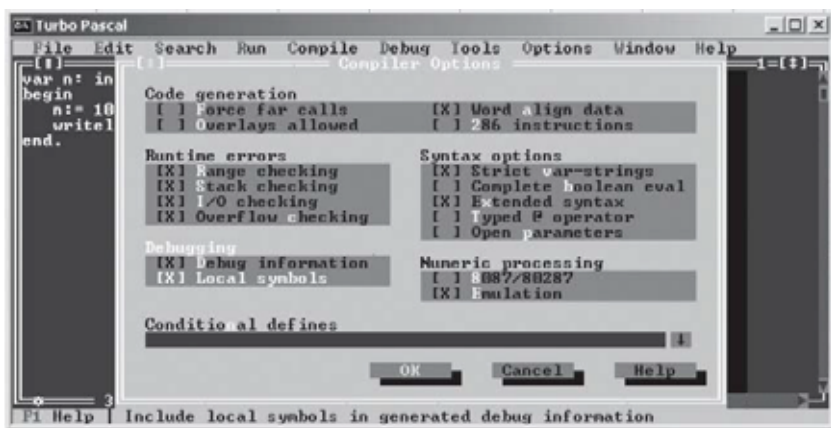 Turbo Pascal
File Edit Search Run Compile Debug Tools Options Window Help
Compiler Options
1=[↕]
var n: in
begin
n:= 10
writel
end.
Code generation
[ ] Force far calls
[X] Word align data
[ ] Overlays allowed
[ ] 286 instructions
Runtime errors
[X] Range checking
[X] Stack checking
[X] I/O checking
[X] Overflow checking
Syntax options
[X] Strict var-strings
[ ] Complete boolean eval
[X] Extended syntax
[ ] Typed @ operator
[ ] Open parameters
Debugging
[X] Debug information
[X] Local symbols
Numeric processing
[ ] 8087/80287
[X] Emulation
Conditional defines
OK Cancel Help
3
F1 Help | Include local symbols in generated debug information